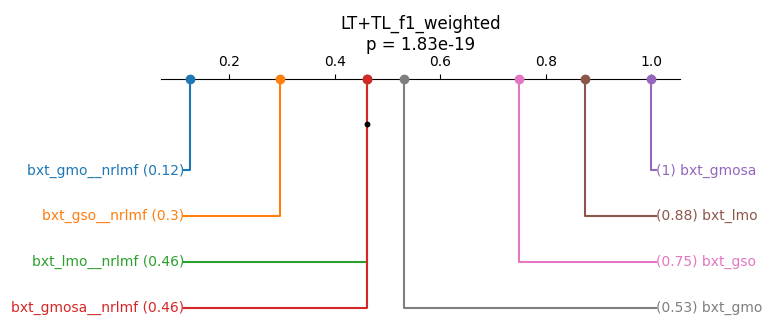 LT+TL_f1_weighted
p = 1.83e-19
0.2 0.4 0.6 0.8 1.0
bxt_gmo__nrlmf (0.12)
(1) bxt_gmosa
bxt_gso__nrlmf (0.3)
(0.88) bxt_lmo
bxt_lmo__nrlmf (0.46)
(0.75) bxt_gso
bxt_gmosa__nrlmf (0.46)
(0.53) bxt_gmo